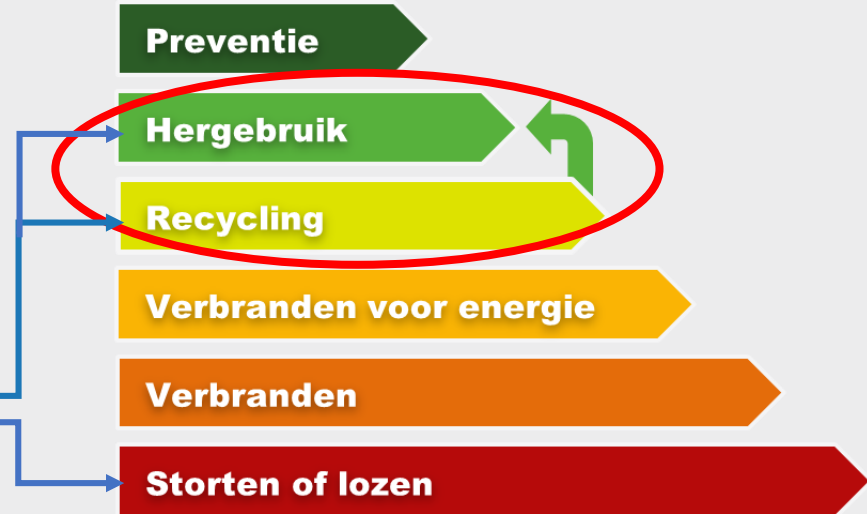 Preventie
Hergebruik
Recycling
Verbranden voor energie
Verbranden
Storten of lozen